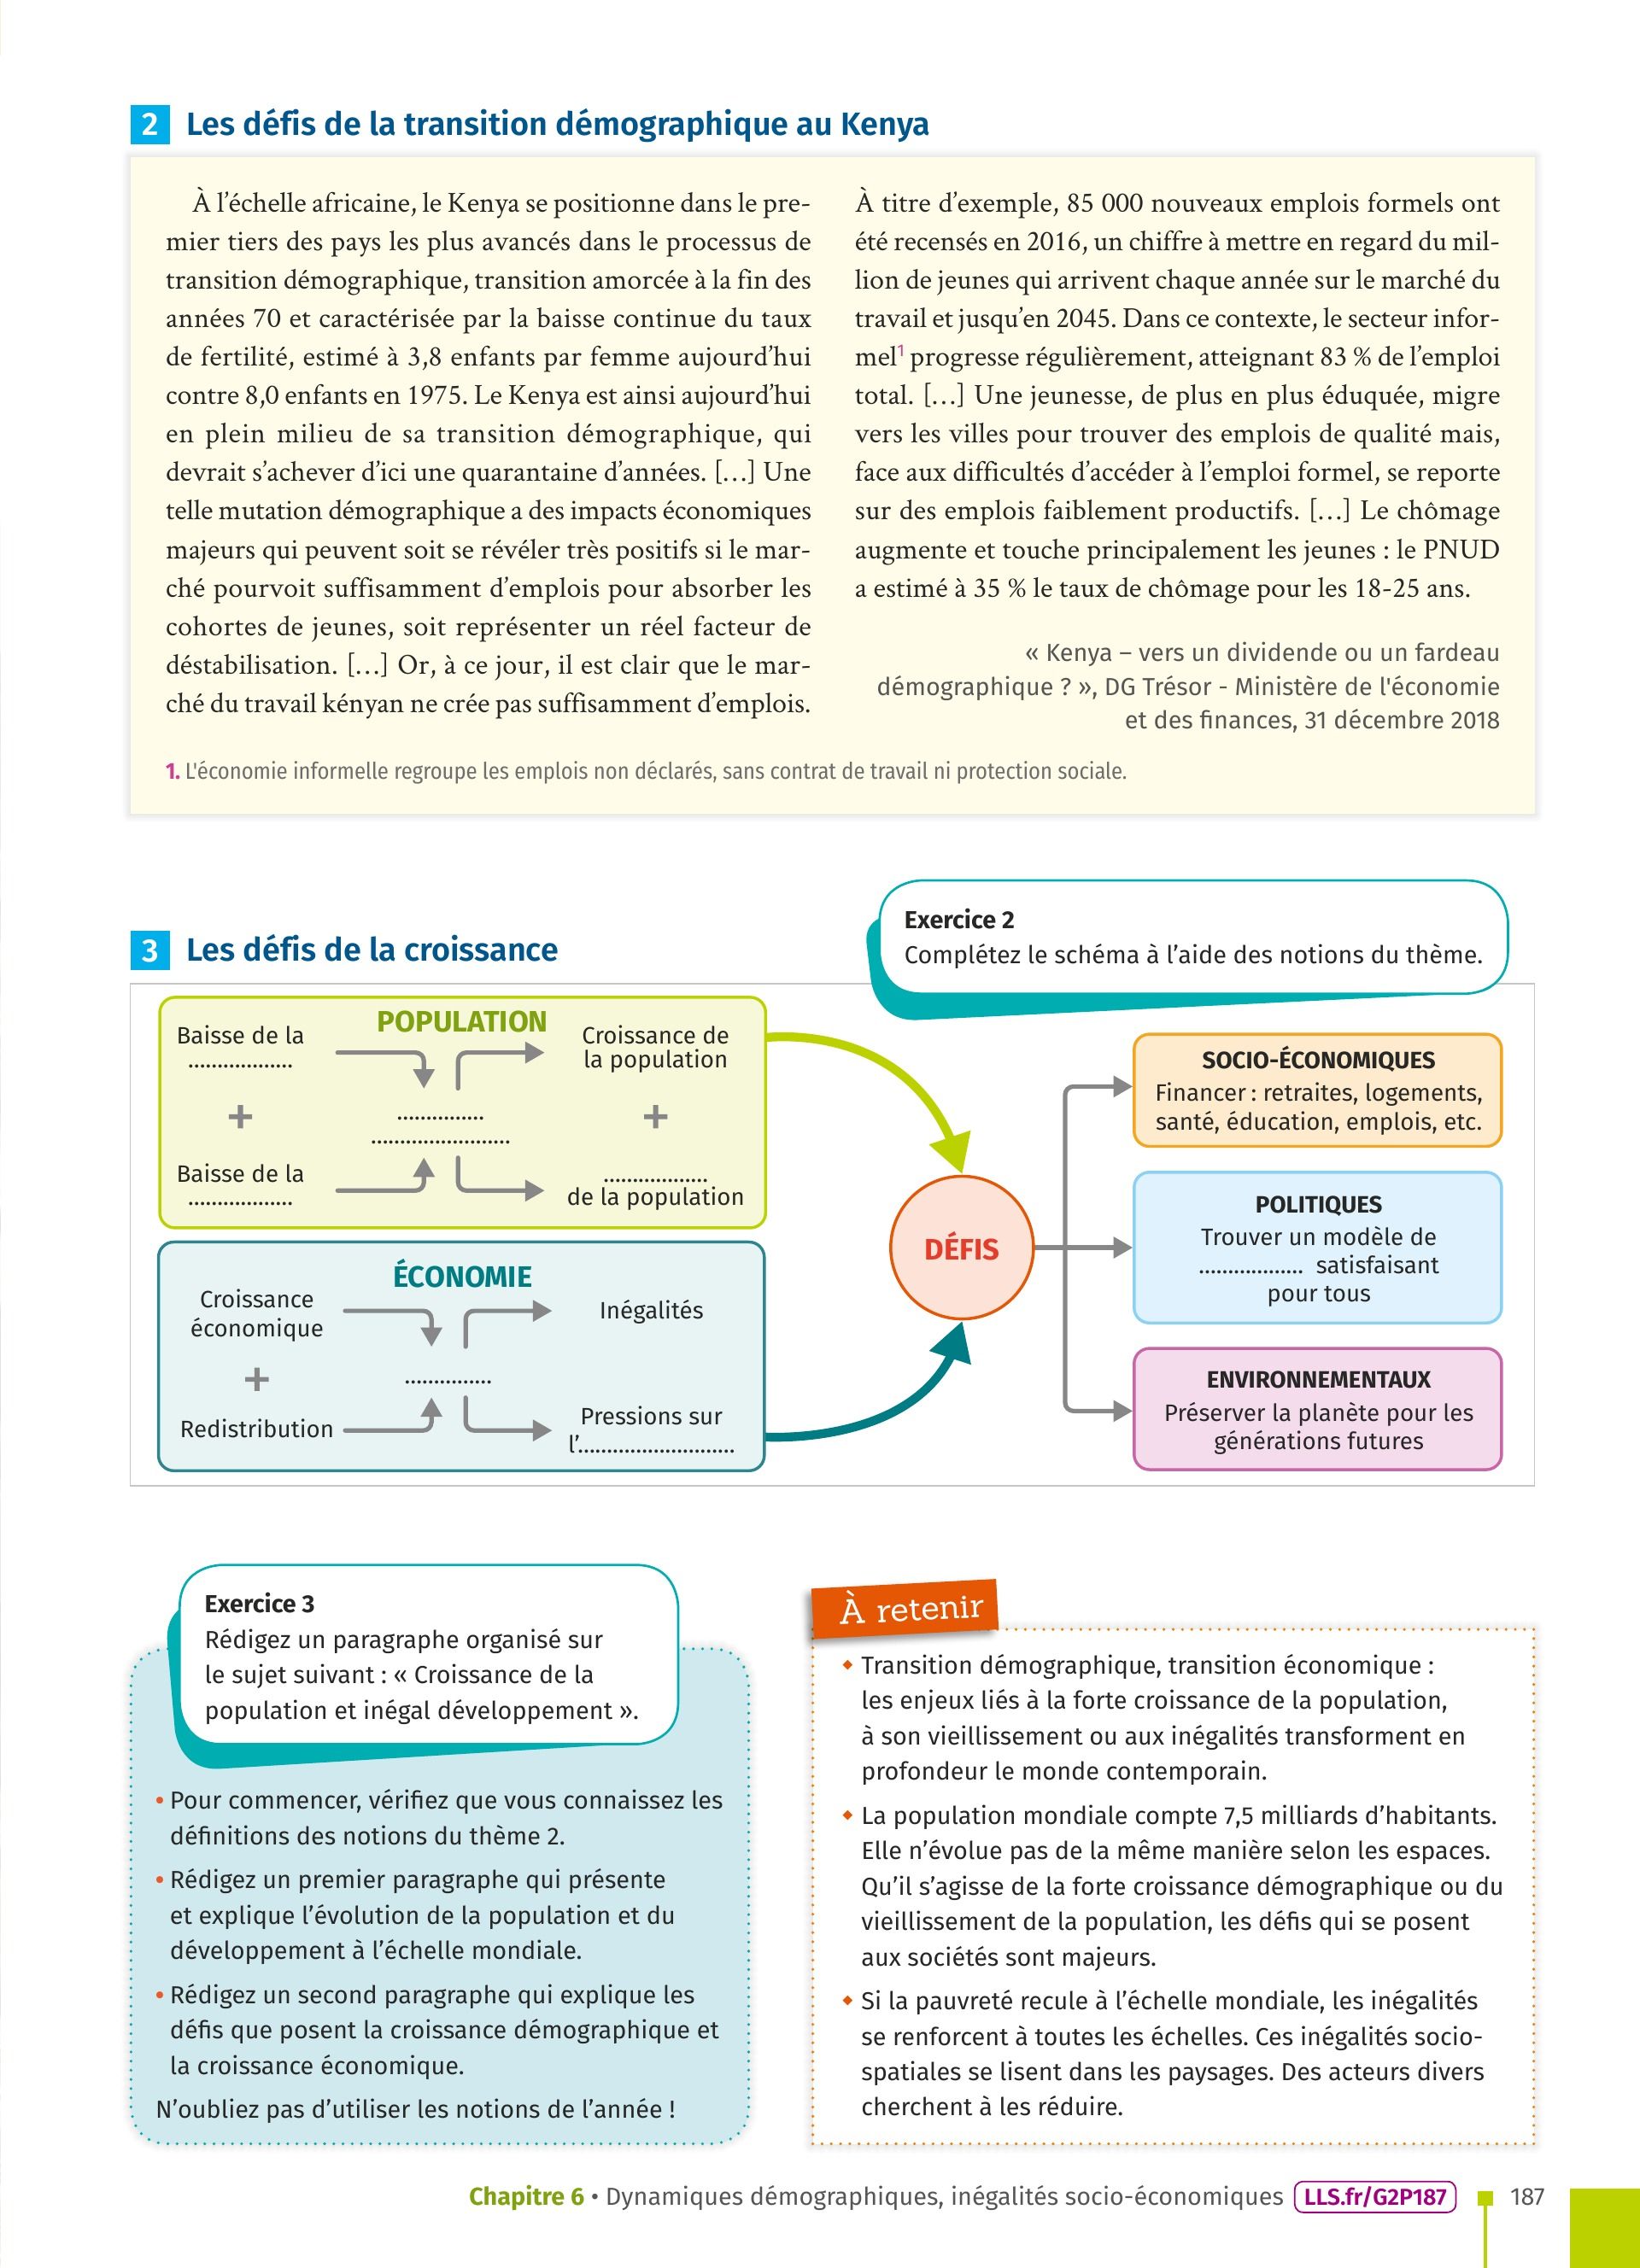 2 Les défis de la transition démographique au Kenya
À l’échelle africaine, le Kenya se positionne dans le pre-
mier tiers des pays les plus avancés dans le processus de
transition démographique, transition amorcée à la fin des
années 70 et caractérisée par la baisse continue du taux
de fertilité, estimé à 3,8 enfants par femme aujourd’hui
contre 8,0 enfants en 1975. Le Kenya est ainsi aujourd’hui
en plein milieu de sa transition démographique, qui
devrait s’achever d’ici une quarantaine d’années. […] Une
telle mutation démographique a des impacts économiques
majeurs qui peuvent soit se révéler très positifs si le mar-
ché pourvoit suffisamment d’emplois pour absorber les
cohortes de jeunes, soit représenter un réel facteur de
déstabilisation. […] Or, à ce jour, il est clair que le mar-
ché du travail kényan ne crée pas suffisamment d’emplois.
À titre d’exemple, 85 000 nouveaux emplois formels ont
été recensés en 2016, un chiffre à mettre en regard du mil-
lion de jeunes qui arrivent chaque année sur le marché du
travail et jusqu’en 2045. Dans ce contexte, le secteur infor-
mel1 progresse régulièrement, atteignant 83 % de l’emploi
total. […] Une jeunesse, de plus en plus éduquée, migre
vers les villes pour trouver des emplois de qualité mais,
face aux difficultés d’accéder à l’emploi formel, se reporte
sur des emplois faiblement productifs. […] Le chômage
augmente et touche principalement les jeunes : le PNUD
a estimé à 35 % le taux de chômage pour les 18-25 ans.
« Kenya – vers un dividende ou un fardeau
démographique ? », DG Trésor - Ministère de l'économie
et des finances, 31 décembre 2018
1. L'économie informelle regroupe les emplois non déclarés, sans contrat de travail ni protection sociale.
Exercice 2
Complétez le schéma à l’aide des notions du thème.
3 Les défis de la croissance
POPULATION
Baisse de la
..................
+
Baisse de la
..................
...............
........................
Croissance de
la population
+
..................
de la population
ÉCONOMIE
Croissance
économique
+
Redistribution
...............
Inégalités
Pressions sur
l’...........................
DÉFIS
SOCIO-ÉCONOMIQUES
Financer : retraites, logements,
santé, éducation, emplois, etc.
POLITIQUES
Trouver un modèle de
.................. satisfaisant
pour tous
ENVIRONNEMENTAUX
Préserver la planète pour les
générations futures
Exercice 3
Rédigez un paragraphe organisé sur
le sujet suivant : « Croissance de la
population et inégal développement ».
• Pour commencer, vérifiez que vous connaissez les
définitions des notions du thème 2.
• Rédigez un premier paragraphe qui présente
et explique l’évolution de la population et du
développement à l’échelle mondiale.
• Rédigez un second paragraphe qui explique les
défis que posent la croissance démographique et
la croissance économique.
N’oubliez pas d’utiliser les notions de l’année !
À retenir
◆ Transition démographique, transition économique :
les enjeux liés à la forte croissance de la population,
à son vieillissement ou aux inégalités transforment en
profondeur le monde contemporain.
◆ La population mondiale compte 7,5 milliards d’habitants.
Elle n’évolue pas de la même manière selon les espaces.
Qu’il s’agisse de la forte croissance démographique ou du
vieillissement de la population, les défis qui se posent
aux sociétés sont majeurs.
◆ Si la pauvreté recule à l’échelle mondiale, les inégalités
se renforcent à toutes les échelles. Ces inégalités socio-
spatiales se lisent dans les paysages. Des acteurs divers
cherchent à les réduire.
Chapitre 6 • Dynamiques démographiques, inégalités socio-économiques LLS.fr/G2P187 187